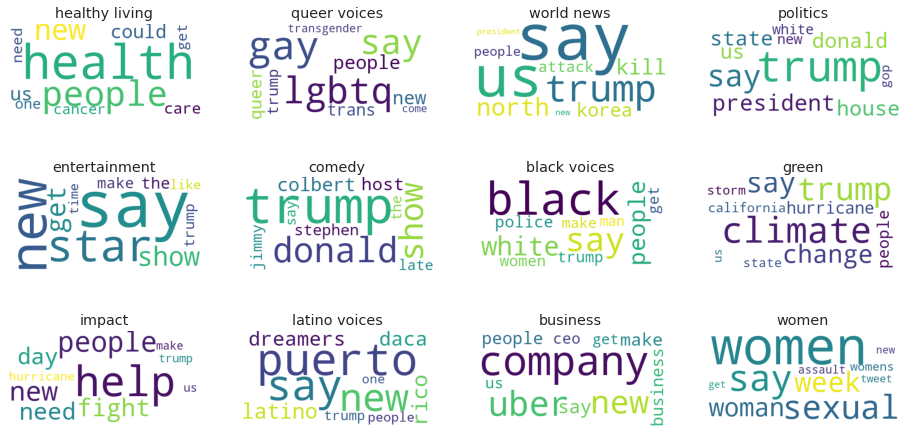 healthy living
need new could get
health
us people
one cancer care
queer voices
transgender
gay say
people
queer trump lgbtq new
trans come
world news
president say
people
us attack kill
trump
north new korea
politics
white
state new donald
us
say trump gop
president house
entertainment
make the like
new get time say
trump
star show
comedy
colbert host
trump the show
say
stephen
jimmy donald late
black voices
black people get
police make man
white say
women trump
green
storm say trump
california hurricane
climate people
us change
state
impact
people make
day trump
hurricane help us
new
need fight
latino voices
dreamers daca
puerto
say one rico
new
latino trump people
business
people ceo get make
company business
us
uber say new
women
women new
assault womens
get say week tweet
woman sexual